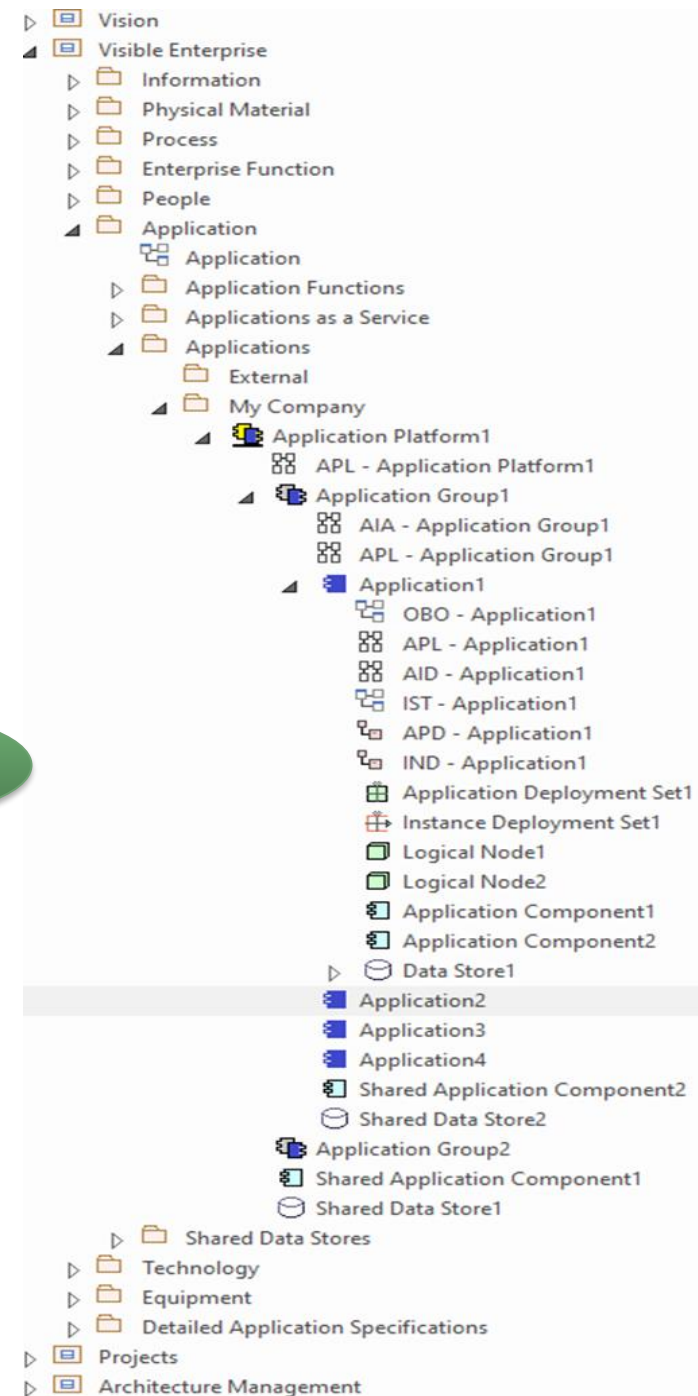 Vision
Visible Enterprise
Information
Physical Material
Process
Enterprise Function
People
Application
Application
Application Functions
Applications as a Service
Applications
External
My Company
Application Platform1
APL - Application Platform1
Application Group1
AIA - Application Group1
APL - Application Group1
Application1
OBO - Application1
APL - Application1
AID - Application1
IST - Application1
APD - Application1
IND - Application1
Application Deployment Set1
Instance Deployment Set1
Logical Node1
Logical Node2
Application Component1
Application Component2
Data Store1
Application2
Application3
Application4
Shared Application Component2
Shared Data Store2
Application Group2
Shared Application Component1
Shared Data Store1
Shared Data Stores
Technology
Equipment
Detailed Application Specifications
Projects
Architecture Management